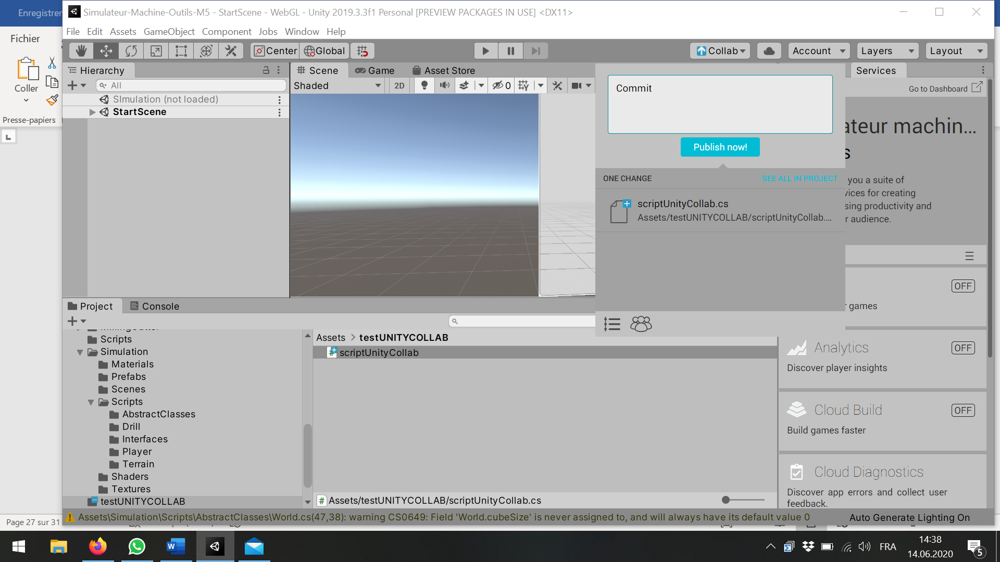 Enregistrer
Simulateur-Machine-Outils-M5 - StartScene - WebGL - Unity 2019.3.3f1 Personal [PREVIEW PACKAGES IN USE] <DX11>
Fichier
File Edit Assets GameObject Component Jobs Window Help
Center Global Collab Account Layers Layout
Hierarchy
Scene Game Asset Store
Services
All
Shaded 2D 0
Go to Dashboard
Coller
SImulation (not loaded)
StartScene
Presse-papiers
Commit
Publish now!
ateur machin...
s
ONE CHANGE SEE ALL IN PROJECT
scriptUnityCollab.cs
Assets/testUNITYCOLLAB/scriptUnityCollab....
you a suite of
vices for creating
sing productivity and
r audience.
OFF
r games
Project Console
Scripts
Simulation
Materials
Prefabs
Scenes
Scripts
AbstractClasses
Drill
Interfaces
Player
Terrain
Shaders
Textures
testUNITYCOLLAB
Assets > testUNITYCOLLAB
scriptUnityCollab
Assets/testUNITYCOLLAB/scriptUnityCollab.cs
Analytics OFF
Discover player insights
Cloud Build OFF
Build games faster
Cloud Diagnostics
Discover app errors and collect user
feedback.
Page 27 sur 31
Assets\Simulation\Scripts\AbstractClasses\World.cs(47,38): warning CS0649: Field 'World.cubeSize' is never assigned to, and will always have its default value 0
Auto Generate Lighting On
W
FRA
14:38
14.06.2020
5